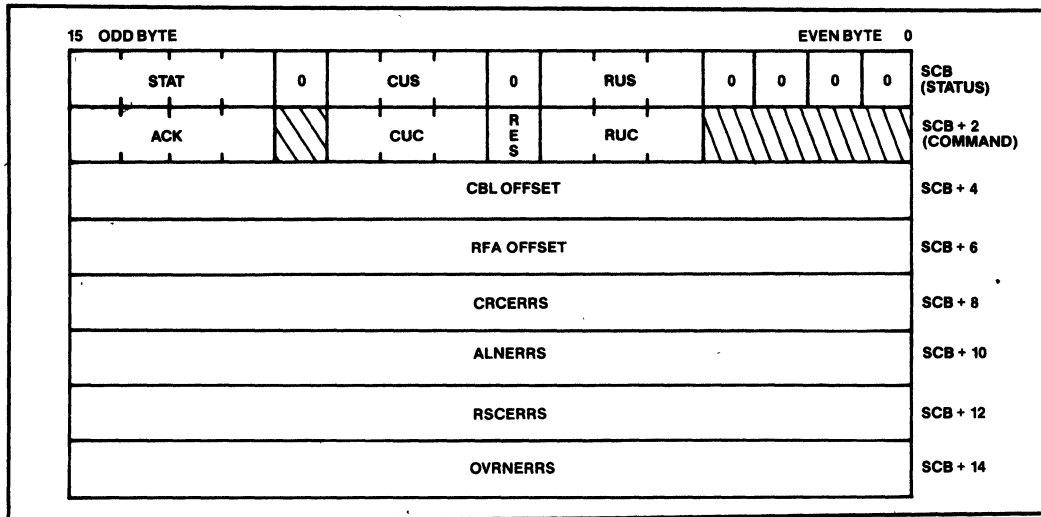 15 ODD BYTE EVEN BYTE 0
STAT 0 CUS 0 RUS 0 0 0 0 SCB (STATUS)
ACK CUC RES RUC SCB + 2 (COMMAND)
CBL OFFSET SCB + 4
RFA OFFSET SCB + 6
CRCERRS SCB + 8
ALNERRS SCB + 10
RSCERRS SCB + 12
OVRNERRS SCB + 14